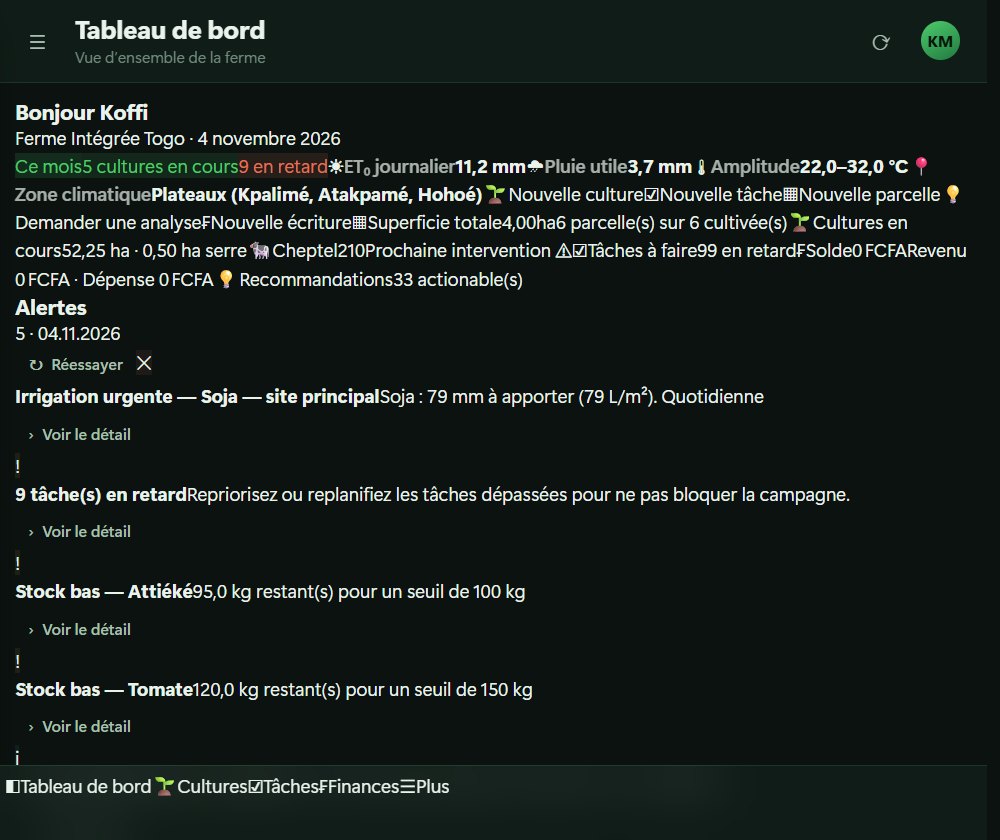 ☰ Tableau de bord
Vue d’ensemble de la ferme
⟳ KM
Bonjour Koffi
Ferme Intégrée Togo · 4 novembre 2026
Ce mois5 cultures en cours9 en retard☀ET₀ journalier11,2 mm🌧Pluie utile3,7 mm🌡Amplitude22,0–32,0 °C📍
Zone climatiquePlateaux (Kpalimé, Atakpamé, Hohoé)🌱Nouvelle culture☑Nouvelle tâche▦Nouvelle parcelle💡
Demander une analyse₣Nouvelle écriture▦Superficie totale4,00ha6 parcelle(s) sur 6 cultivée(s)🌱Cultures en
cours52,25 ha · 0,50 ha serre🐄Cheptel210Prochaine intervention ⚠☑Tâches à faire99 en retard₣Solde0 FCFARevenu
0 FCFA · Dépense 0 FCFA💡Recommandations33 actionable(s)
Alertes
5 · 04.11.2026
↻ Réessayer ✕
Irrigation urgente — Soja — site principalSoja : 79 mm à apporter (79 L/m²). Quotidienne
› Voir le détail
!
9 tâche(s) en retardRepriorisez ou replanifiez les tâches dépassées pour ne pas bloquer la campagne.
› Voir le détail
!
Stock bas — Attiéké95,0 kg restant(s) pour un seuil de 100 kg
› Voir le détail
!
Stock bas — Tomate120,0 kg restant(s) pour un seuil de 150 kg
› Voir le détail
i
◧Tableau de bord🌱Cultures☑Tâches₣Finances☰Plus